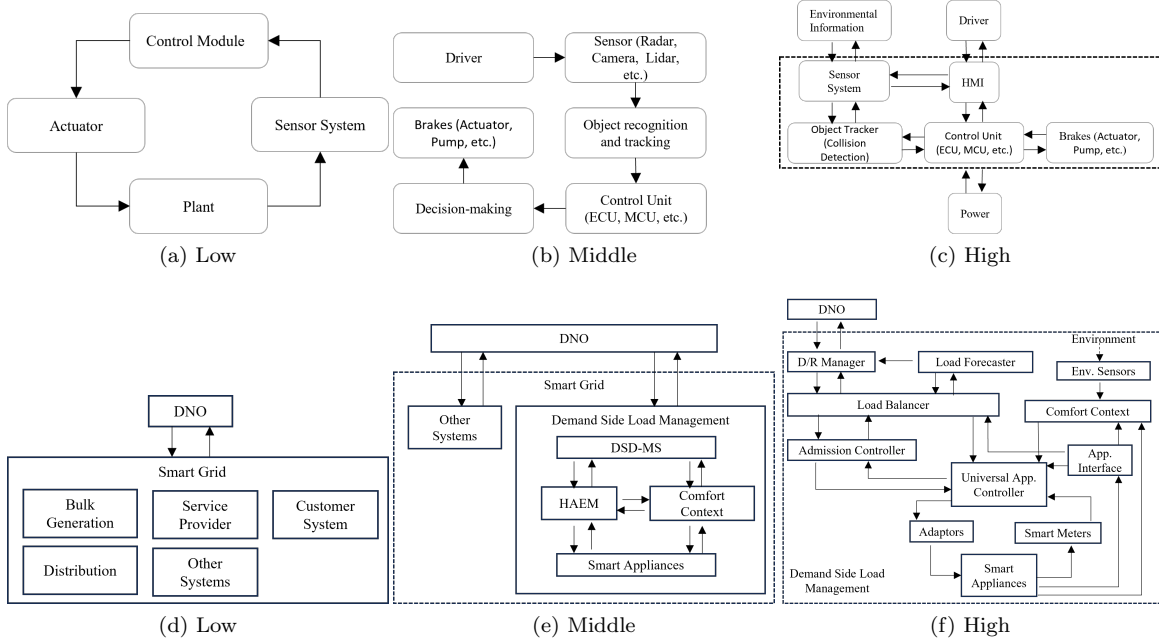 Control Module
Actuator
Sensor System
Plant
(a) Low
Driver
Sensor (Radar,
Camera, Lidar,
etc.)
Brakes (Actuator,
Pump, etc.)
Object recognition
and tracking
Decision-making
Control Unit
(ECU, MCU, etc.)
(b) Middle
Environmental
Information
Driver
Sensor
System
HMI
Object Tracker
(Collision
Detection)
Control Unit
(ECU, MCU, etc.)
Brakes (Actuator,
Pump, etc.)
Power
(c) High
DNO
Smart Grid
Bulk
Generation
Service
Provider
Customer
System
Distribution
Other
Systems
(d) Low
DNO
Smart Grid
Other
Systems
Demand Side Load Management
DSD-MS
HAEM
Comfort
Context
Smart Appliances
(e) Middle
DNO
Environment
D/R Manager
Load Forecaster
Env. Sensors
Load Balancer
Comfort Context
Admission Controller
App.
Interface
Universal App.
Controller
Adaptors
Smart Meters
Smart
Appliances
Demand Side Load
Management
(f) High